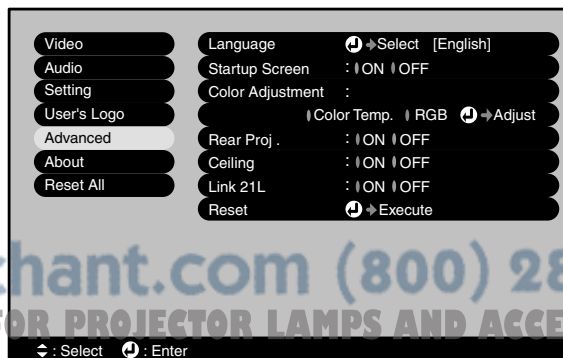 Video
Audio
Setting
User's Logo
Advanced
About
Reset All
Language Select [English]
Startup Screen : ON OFF
Color Adjustment :
Color Temp. RGB Adjust
Rear Proj . : ON OFF
Ceiling : ON OFF
Link 21L : ON OFF
Reset Execute
chant.com (800) 28
FOR PROJECTOR LAMPS AND ACCE
: Select : Enter